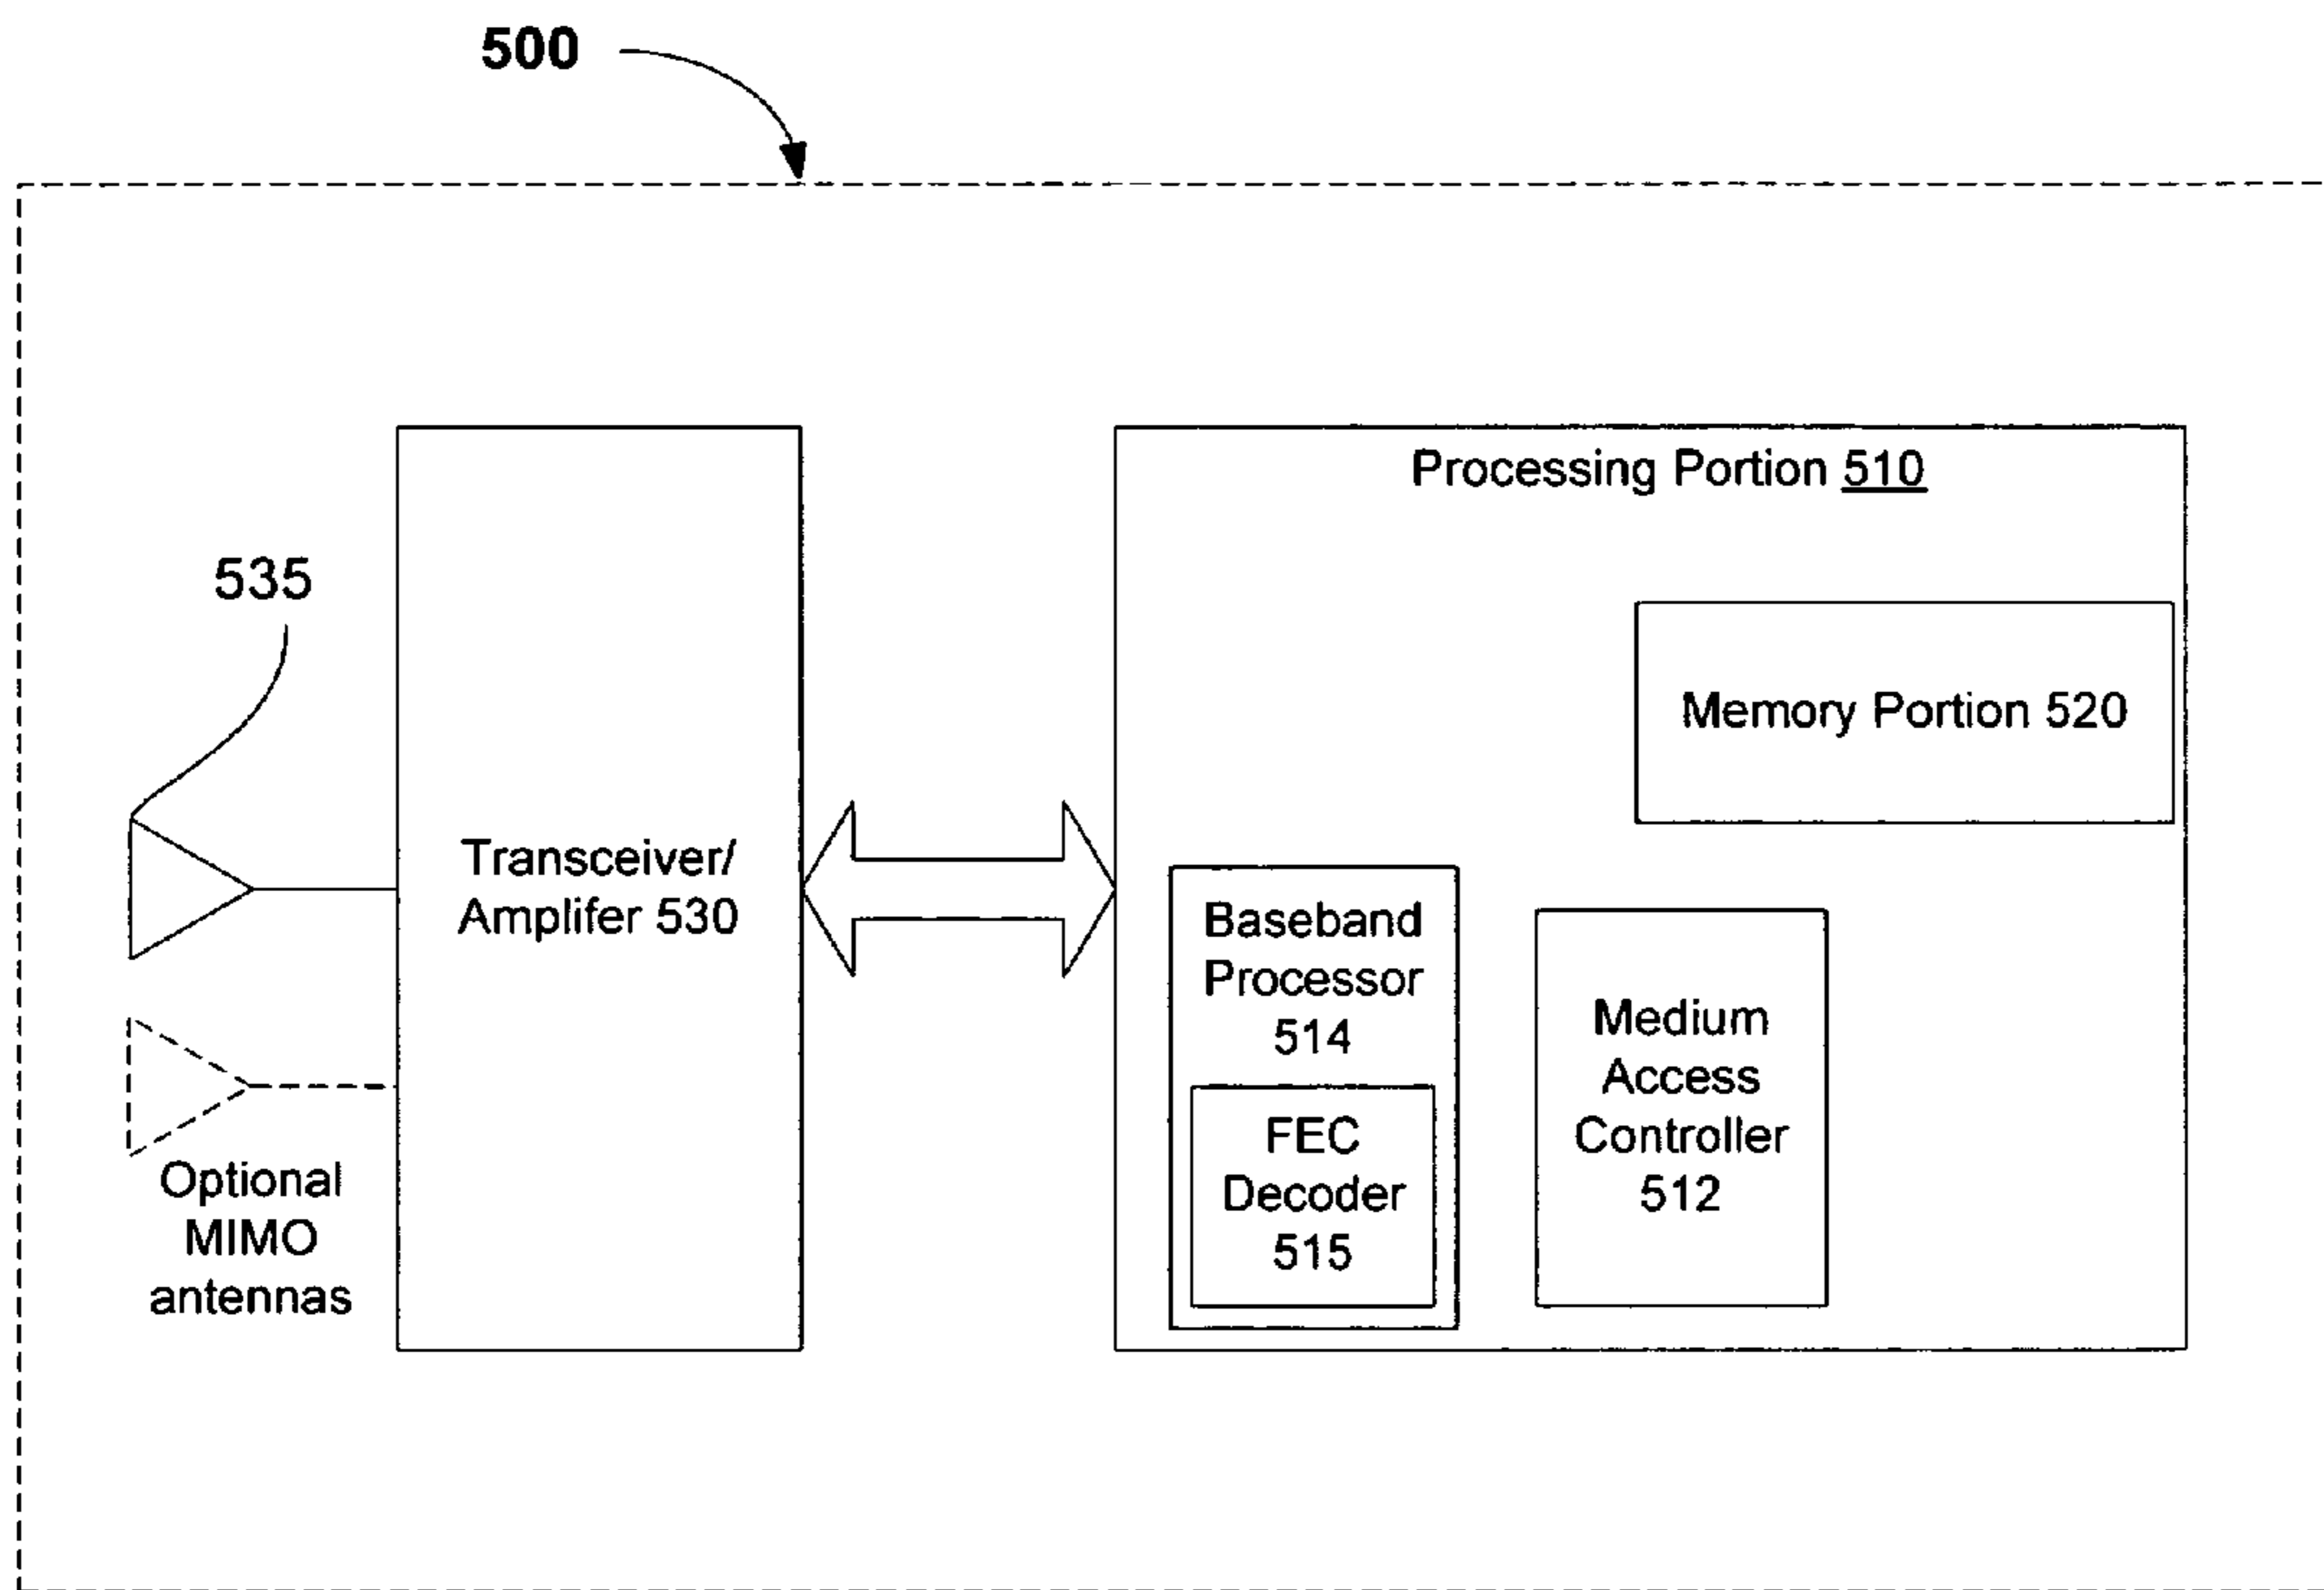 500
Processing Portion 510
535
Memory Portion 520
Transceiver/
Amplifer 530
Baseband
Processor
514
FEC
Decoder
515
Medium
Access
Controller
512
Optional
MIMO
antennas